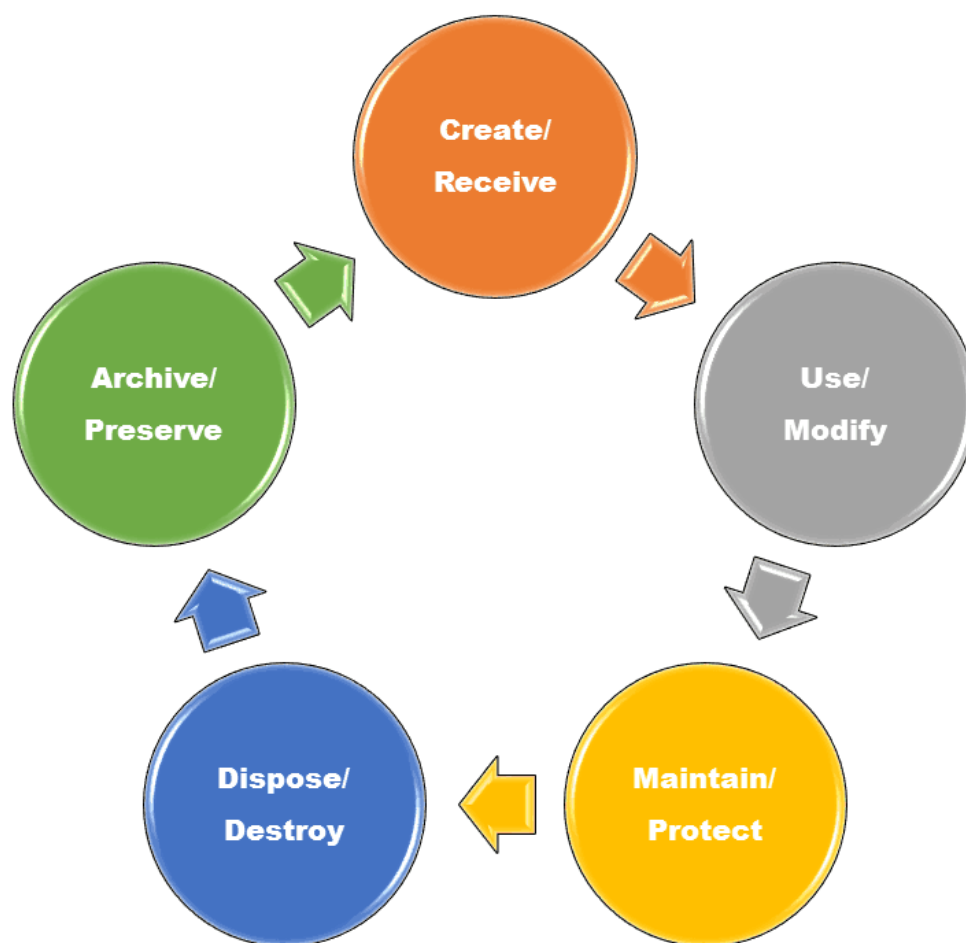 Create/
Receive
Use/
Modify
Maintain/
Protect
Dispose/
Destroy
Archive/
Preserve